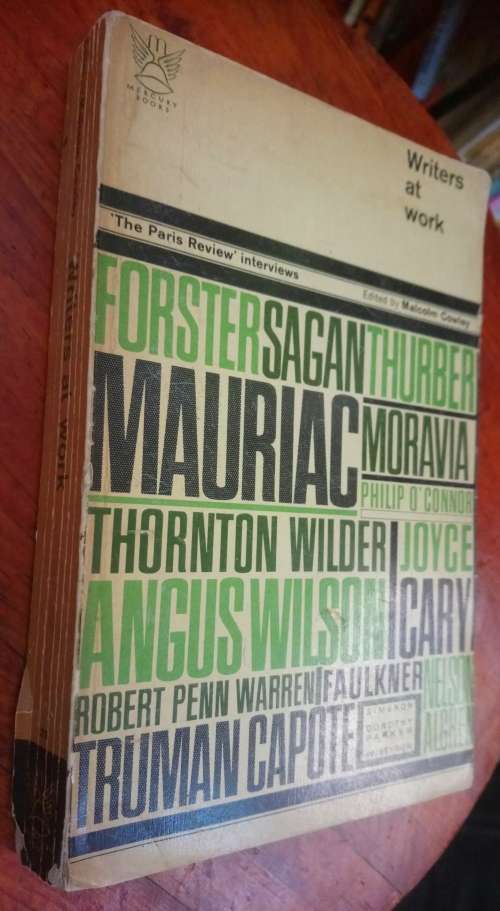 MERCURY
BOOKS
Writers
at
work
'The Paris Review' interviews
Edited by Malcolm Cowley
FORSTER SAGAN THURBER
MAURIAC MORAVIA
PHILIP O'CONNOR
THORNTON WILDER JOYCE
ANGUS WILSON CARY
ROBERT PENN WARREN FAULKNER NELSON
TRUMAN CAPOTE SIMENON ALGREN
DOROTHY
PARKER
Writers at work